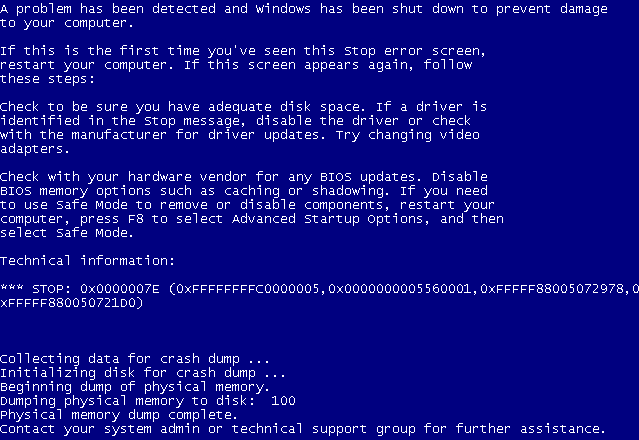 A problem has been detected and Windows has been shut down to prevent damage
to your computer.
If this is the first time you've seen this Stop error screen,
restart your computer. If this screen appears again, follow
these steps:
Check to be sure you have adequate disk space. If a driver is
identified in the Stop message, disable the driver or check
with the manufacturer for driver updates. Try changing video
adapters.
Check with your hardware vendor for any BIOS updates. Disable
BIOS memory options such as caching or shadowing. If you need
to use Safe Mode to remove or disable components, restart your
computer, press F8 to select Advanced Startup Options, and then
select Safe Mode.
Technical information:
*** STOP: 0x0000007E (0xFFFFFFFFC0000005,0x0000000005560001,0xFFFFF88005072978,0
xFFFFF880050721D0)
Collecting data for crash dump ...
Initializing disk for crash dump ...
Beginning dump of physical memory.
Dumping physical memory to disk:  100
Physical memory dump complete.
Contact your system admin or technical support group for further assistance.